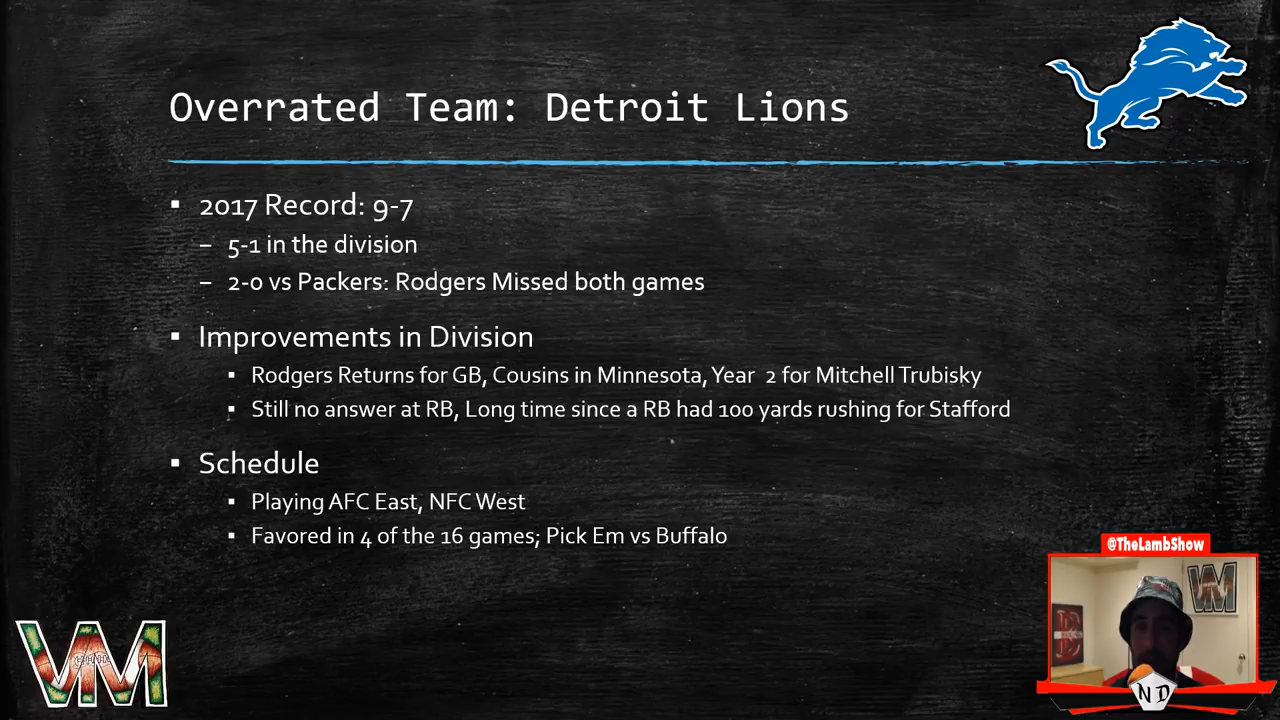 Overrated Team: Detroit Lions
▪ 2017 Record: 9-7
– 5-1 in the division
– 2-0 vs Packers: Rodgers Missed both games
▪ Improvements in Division
▪ Rodgers Returns for GB, Cousins in Minnesota, Year 2 for Mitchell Trubisky
▪ Still no answer at RB, Long time since a RB had 100 yards rushing for Stafford
▪ Schedule
▪ Playing AFC East, NFC West
▪ Favored in 4 of the 16 games; Pick Em vs Buffalo
@TheLambShow
VM
VM
ND